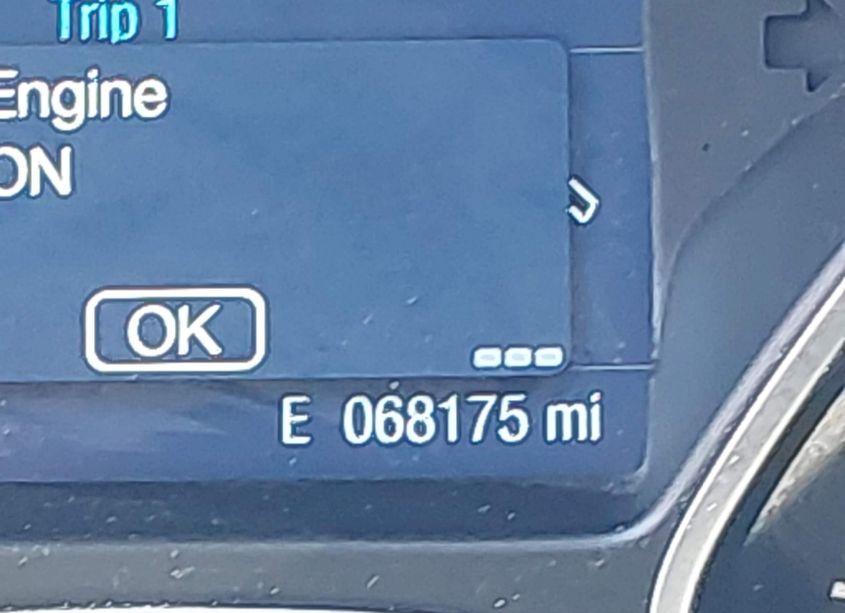 Trip 1
Engine
ON
OK
E 068175 mi